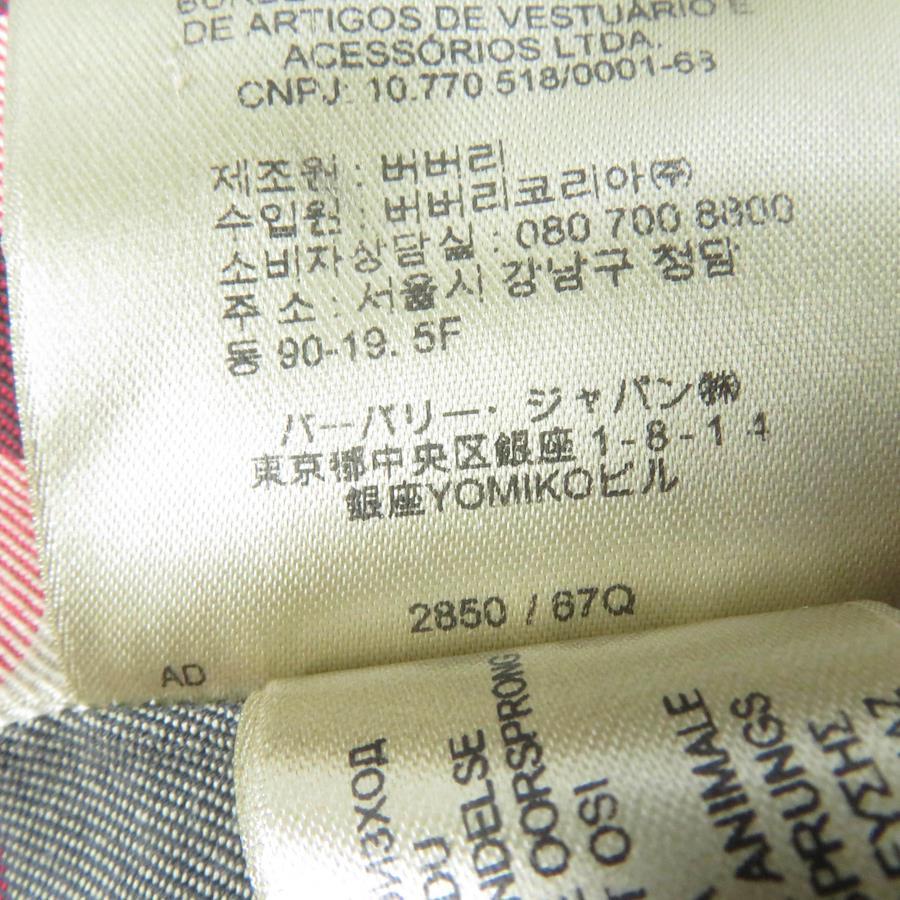 DE ARTIGOS DE VESTUÁRIO E
ACESSÓRIOS LTDA.
CNPJ: 10.770 518/0001-63
제조원 : 버버리
수입원 : 버버리코리아(주)
소비자상담실 : 080 700 8800
주 소 : 서울시 강남구 청담
동 90-19. 5F
バーバリー・ジャパン㈱
東京都中央区銀座 1-8-14
銀座YOMIKOビル
2850 / 67Q
AD
OORSPRONG
OSI
ANIMALE